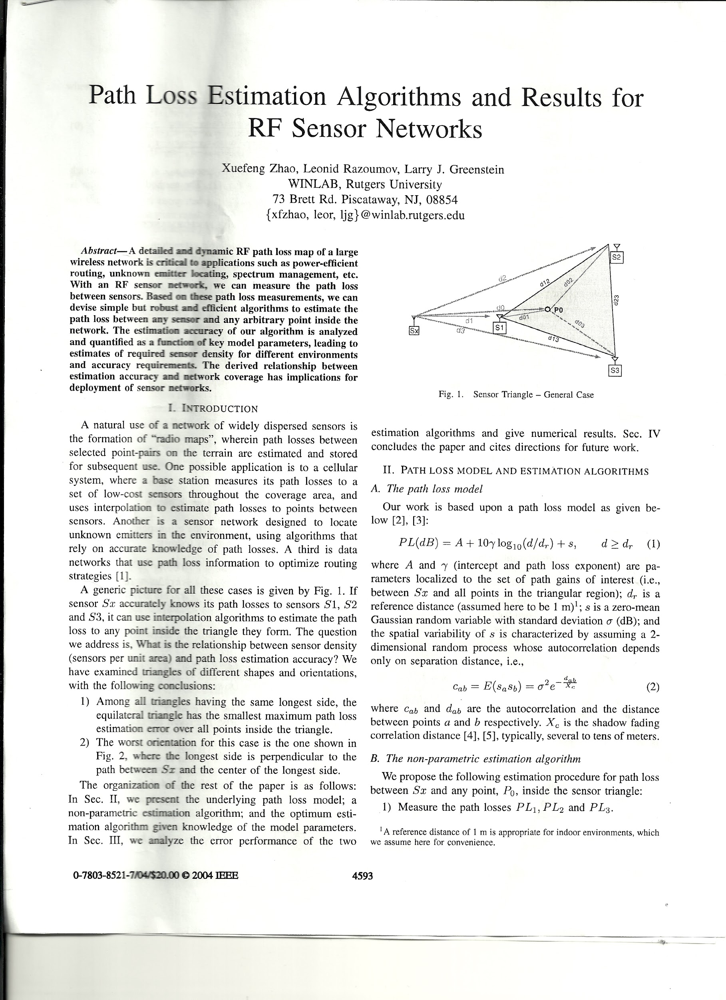 Path Loss Estimation Algorithms and Results for
RF Sensor Networks
Xuefeng Zhao, Leonid Razoumov, Larry J. Greenstein
WINLAB, Rutgers University
73 Brett Rd. Piscataway, NJ, 08854
{xfzhao, leor, ljg}@winlab.rutgers.edu
Abstract—A detailed and dynamic RF path loss map of a large
wireless network is critical to applications such as power-efficient
routing, unknown emitter locating, spectrum management, etc.
With an RF sensor network, we can measure the path loss
between sensors. Based on these path loss measurements, we can
devise simple but robust and efficient algorithms to estimate the
path loss between any sensor and any arbitrary point inside the
network. The estimation accuracy of our algorithm is analyzed
and quantified as a function of key model parameters, leading to
estimates of required sensor density for different environments
and accuracy requirements. The derived relationship between
estimation accuracy and network coverage has implications for
deployment of sensor networks.
I. INTRODUCTION
A natural use of a network of widely dispersed sensors is
the formation of “radio maps”, wherein path losses between
selected point-pairs on the terrain are estimated and stored
for subsequent use. One possible application is to a cellular
system, where a base station measures its path losses to a
set of low-cost sensors throughout the coverage area, and
uses interpolation to estimate path losses to points between
sensors. Another is a sensor network designed to locate
unknown emitters in the environment, using algorithms that
rely on accurate knowledge of path losses. A third is data
networks that use path loss information to optimize routing
strategies [1].
A generic picture for all these cases is given by Fig. 1. If
sensor Sx accurately knows its path losses to sensors S1, S2
and S3, it can use interpolation algorithms to estimate the path
loss to any point inside the triangle they form. The question
we address is, What is the relationship between sensor density
(sensors per unit area) and path loss estimation accuracy? We
have examined triangles of different shapes and orientations,
with the following conclusions:
1) Among all triangles having the same longest side, the
equilateral triangle has the smallest maximum path loss
estimation error over all points inside the triangle.
2) The worst orientation for this case is the one shown in
Fig. 2, where the longest side is perpendicular to the
path between Sx and the center of the longest side.
The organization of the rest of the paper is as follows:
In Sec. II, we present the underlying path loss model; a
non-parametric estimation algorithm; and the optimum esti-
mation algorithm given knowledge of the model parameters.
In Sec. III, we analyze the error performance of the two
S2
d2
d12
d02
d23
d0
P0
d1
d01
Sx
d3
S1
d03
d13
S3
Fig. 1. Sensor Triangle – General Case
estimation algorithms and give numerical results. Sec. IV
concludes the paper and cites directions for future work.
II. PATH LOSS MODEL AND ESTIMATION ALGORITHMS
A. The path loss model
Our work is based upon a path loss model as given be-
low [2], [3]:
PL(dB) = A + 10γ log₁₀(d/dᵣ) + s, d ≥ dᵣ (1)
where A and γ (intercept and path loss exponent) are pa-
rameters localized to the set of path gains of interest (i.e.,
between Sx and all points in the triangular region); dᵣ is a
reference distance (assumed here to be 1 m)¹; s is a zero-mean
Gaussian random variable with standard deviation σ (dB); and
the spatial variability of s is characterized by assuming a 2-
dimensional random process whose autocorrelation depends
only on separation distance, i.e.,
c_ab = E(s_a s_b) = σ²e^(−d_ab/X_c) (2)
where c_ab and d_ab are the autocorrelation and the distance
between points a and b respectively. X_c is the shadow fading
correlation distance [4], [5], typically, several to tens of meters.
B. The non-parametric estimation algorithm
We propose the following estimation procedure for path loss
between Sx and any point, P₀, inside the sensor triangle:
1) Measure the path losses PL₁, PL₂ and PL₃.
¹A reference distance of 1 m is appropriate for indoor environments, which
we assume here for convenience.
0-7803-8521-7/04/$20.00 © 2004 IEEE
4593